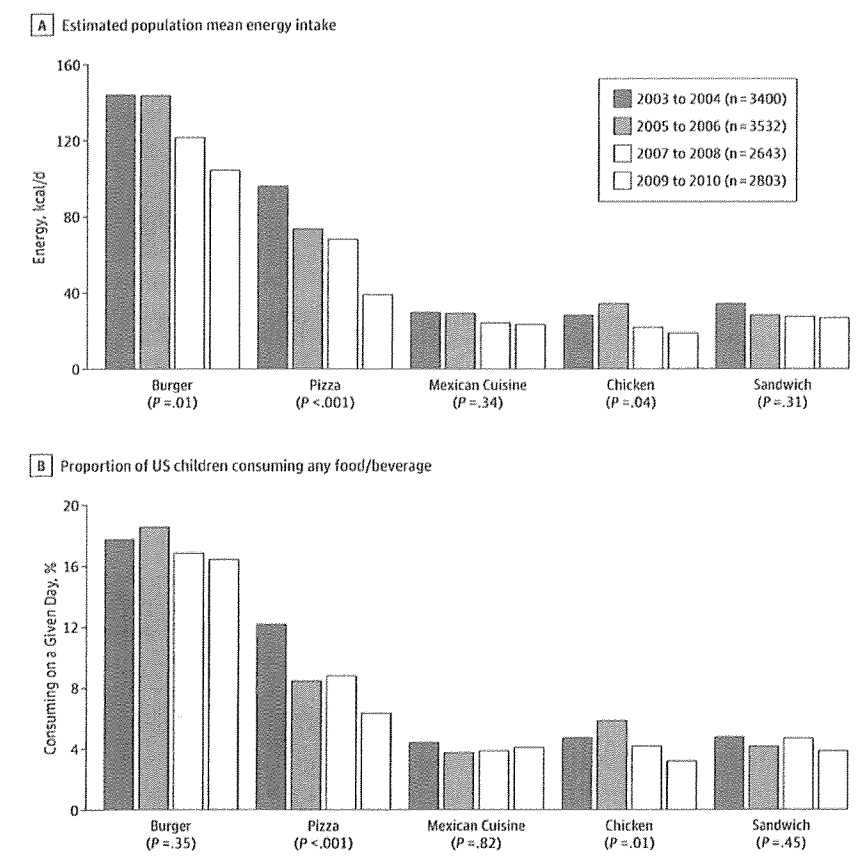 A Estimated population mean energy intake
160
120
80
40
0
Energy, kcal/d
2003 to 2004 (n=3400)
2005 to 2006 (n=3532)
2007 to 2008 (n=2643)
2009 to 2010 (n=2803)
Burger Pizza Mexican Cuisine Chicken Sandwich
(P=.01) (P<.001) (P=.34) (P=.04) (P=.31)
B Proportion of US children consuming any food/beverage
20
16
12
8
4
0
Consuming on a Given Day, %
Burger Pizza Mexican Cuisine Chicken Sandwich
(P=.35) (P<.001) (P=.82) (P=.01) (P=.45)